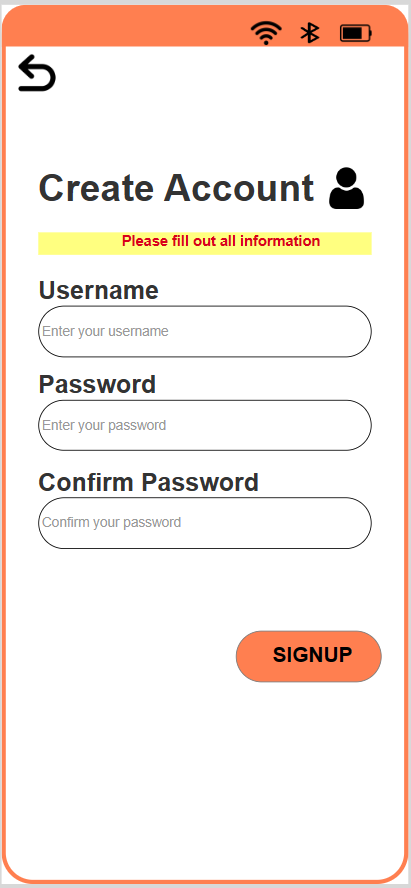 Create Account
Please fill out all information
Username
Enter your username
Password
Enter your password
Confirm Password
Confirm your password
SIGNUP